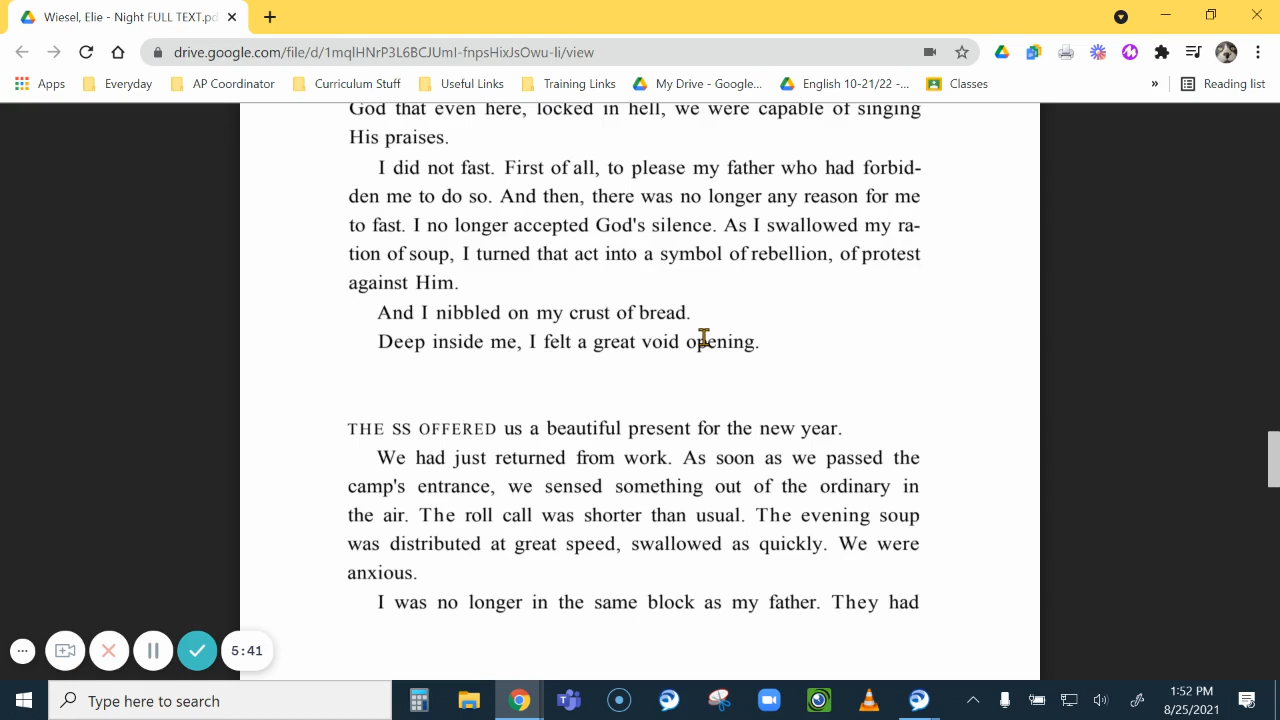 Wiesel, Elie - Night FULL TEXT.pd
drive.google.com/file/d/1mqIHNrP3L6BCJUmI-fnpsHixJsOwu-li/view
Apps Everyday AP Coordinator Curriculum Stuff Useful Links Training Links My Drive - Google... English 10-21/22 -... Classes » Reading list
God that even here, locked in hell, we were capable of singing
His praises.
I did not fast. First of all, to please my father who had forbid-
den me to do so. And then, there was no longer any reason for me
to fast. I no longer accepted God's silence. As I swallowed my ra-
tion of soup, I turned that act into a symbol of rebellion, of protest
against Him.
And I nibbled on my crust of bread.
Deep inside me, I felt a great void opening.
THE SS OFFERED us a beautiful present for the new year.
We had just returned from work. As soon as we passed the
camp's entrance, we sensed something out of the ordinary in
the air. The roll call was shorter than usual. The evening soup
was distributed at great speed, swallowed as quickly. We were
anxious.
I was no longer in the same block as my father. They had
5:41
Type here to search
1:52 PM
8/25/2021